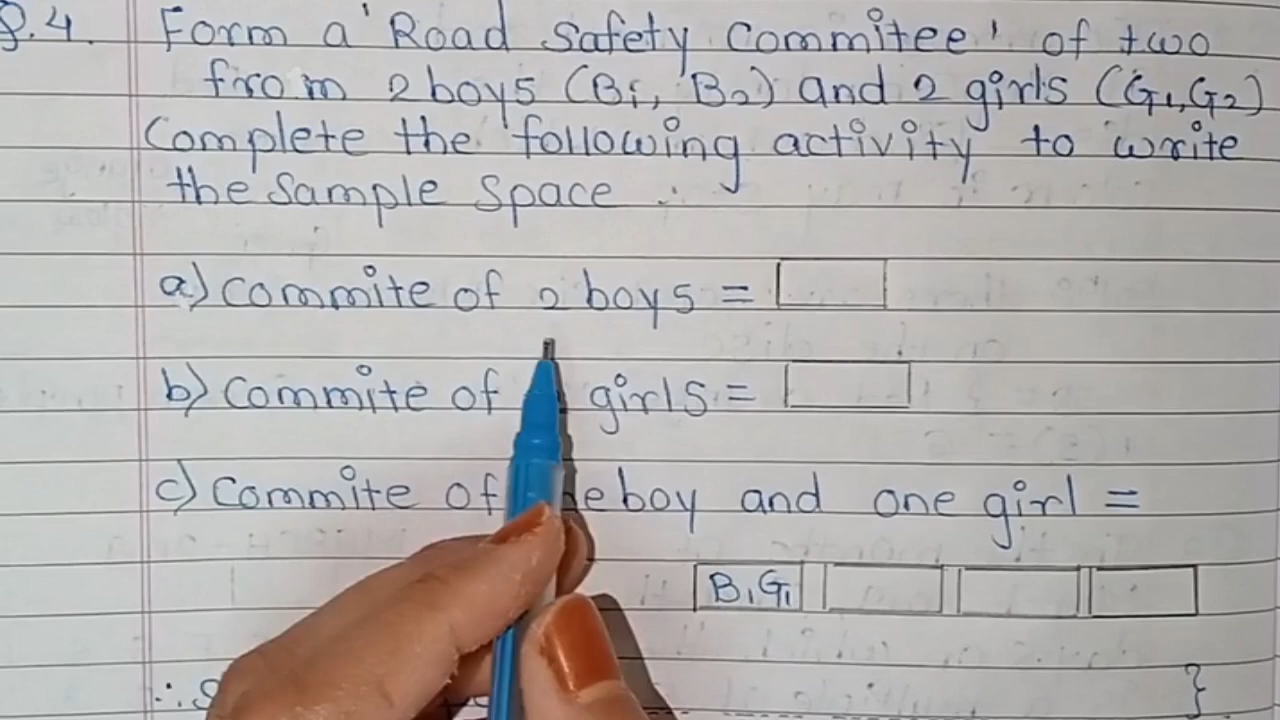 Q.4. Form a 'Road Safety Commitee' of two
from 2 boys (B1, B2) and 2 girls (G1, G2)
Complete the following activity to write
the Sample Space :
a) Commite of 2 boys =
b) Commite of girls =
c) Commite of boy and one girl =
B1G1
∴ S }